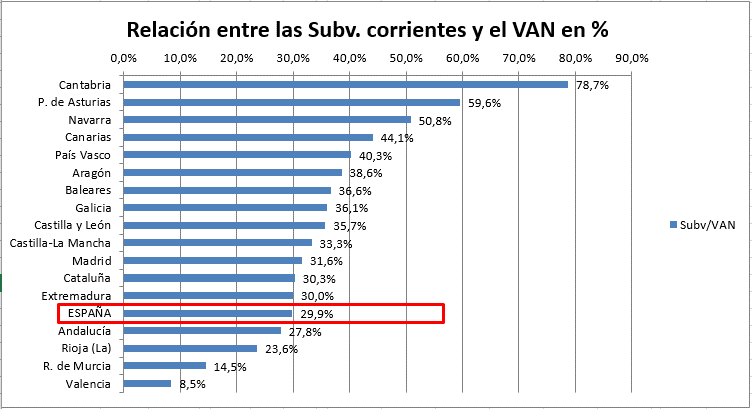 Relación entre las Subv. corrientes y el VAN en %
0,0% 10,0% 20,0% 30,0% 40,0% 50,0% 60,0% 70,0% 80,0% 90,0%
Cantabria 78,7%
P. de Asturias 59,6%
Navarra 50,8%
Canarias 44,1%
País Vasco 40,3%
Aragón 38,6%
Baleares 36,6%
Galicia 36,1%
Castilla y León 35,7%
Castilla-La Mancha 33,3%
Madrid 31,6%
Cataluña 30,3%
Extremadura 30,0%
ESPAÑA 29,9%
Andalucía 27,8%
Rioja (La) 23,6%
R. de Murcia 14,5%
Valencia 8,5%
Subv/VAN